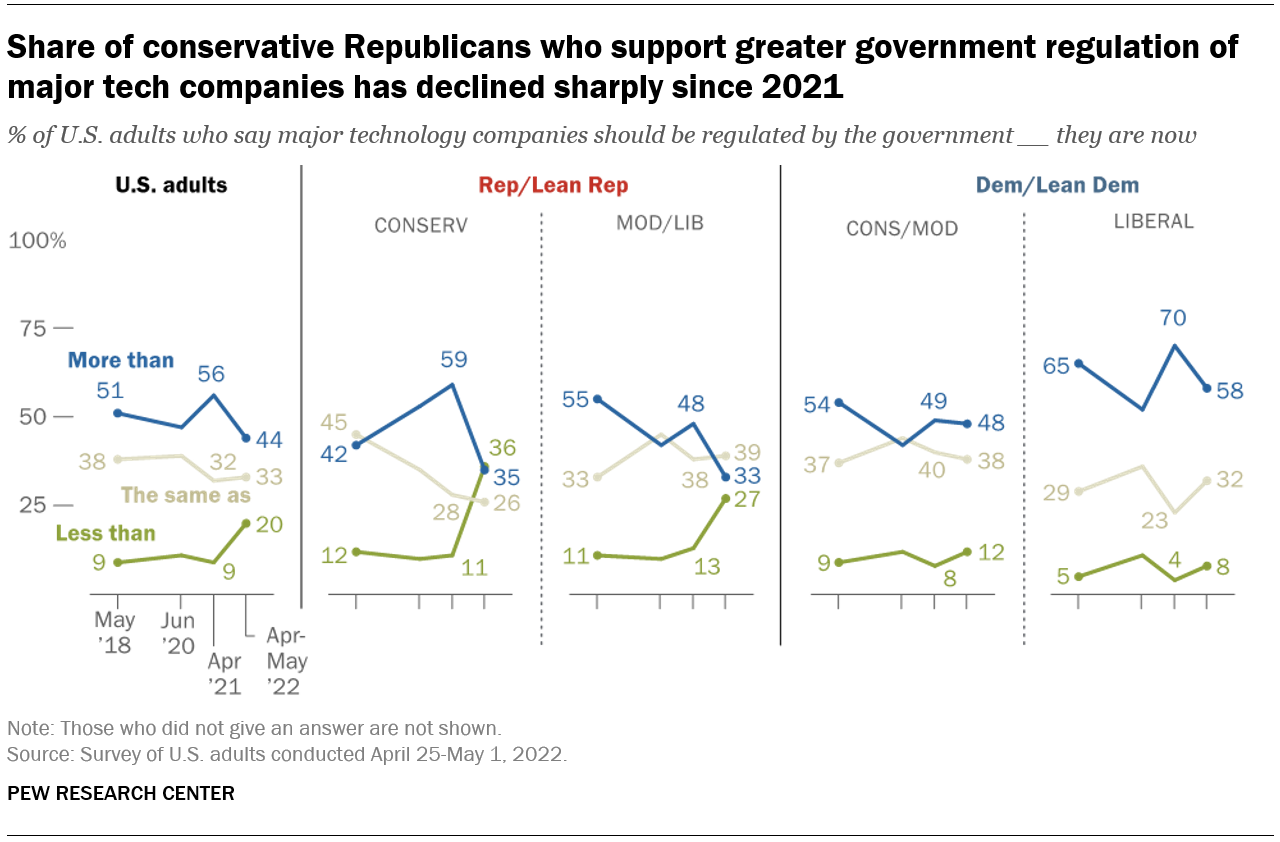 Share of conservative Republicans who support greater government regulation of
major tech companies has declined sharply since 2021
% of U.S. adults who say major technology companies should be regulated by the government __ they are now
U.S. adults
Rep/Lean Rep
Dem/Lean Dem
CONSERV
MOD/LIB
CONS/MOD
LIBERAL
100%
75
50
25
More than
51
56
44
38
32
33
The same as
Less than
9
9
20
45
42
59
36
35
28
26
12
11
55
48
39
33
33
38
27
11
13
54
49
48
37
40
38
9
8
12
65
70
58
29
23
32
5
4
8
May
'18
Jun
'20
Apr
'21
Apr-
May
'22
Note: Those who did not give an answer are not shown.
Source: Survey of U.S. adults conducted April 25-May 1, 2022.
PEW RESEARCH CENTER